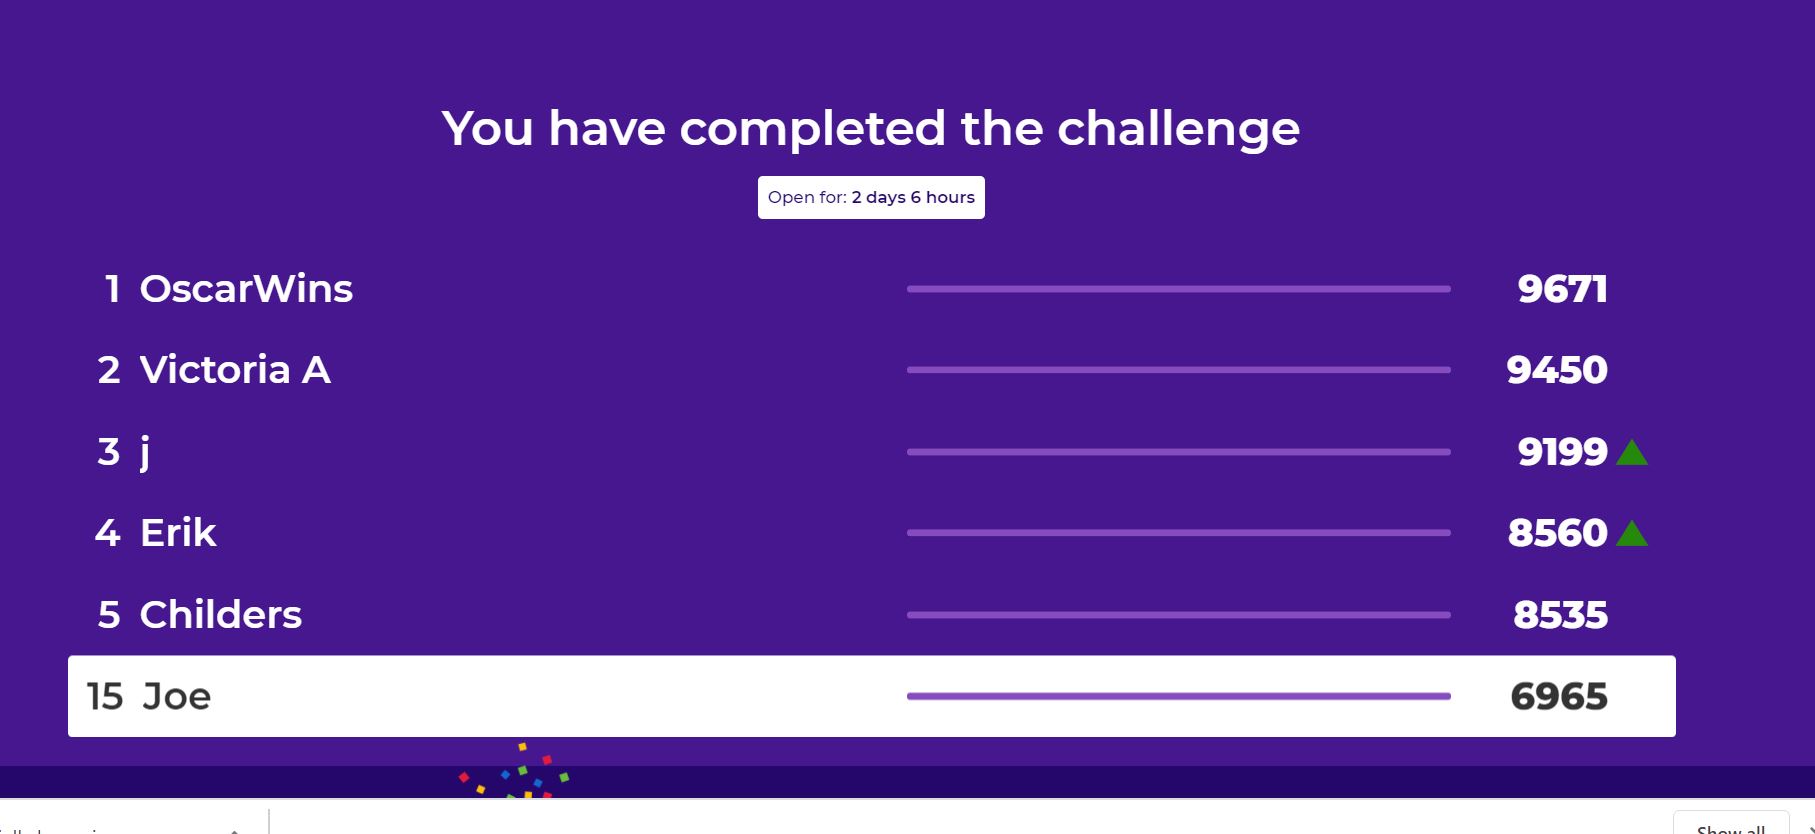 You have completed the challenge
Open for: 2 days 6 hours
1 OscarWins 9671
2 Victoria A 9450
3 j 9199
4 Erik 8560
5 Childers 8535
15 Joe 6965
Show all